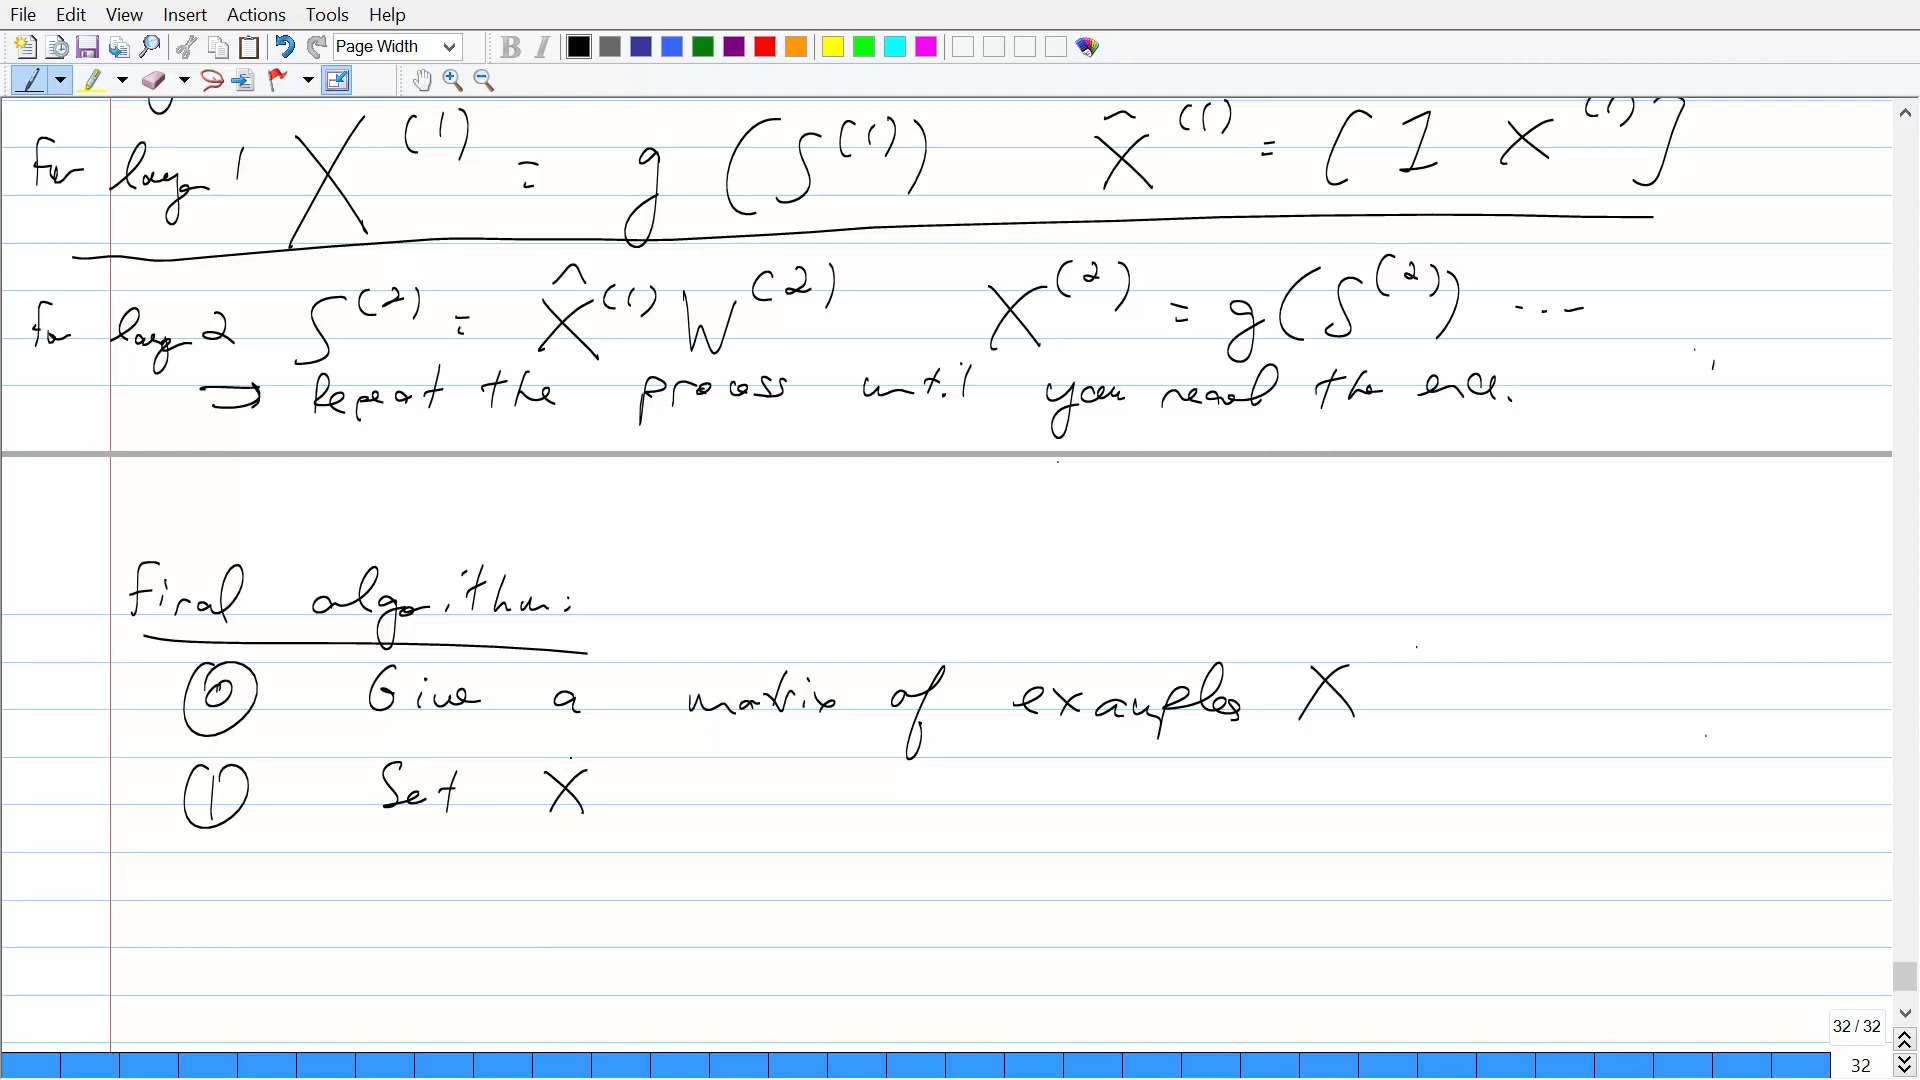 File Edit View Insert Actions Tools Help
Page Width B I
For layer 1 X^(1) = g(S^(1)) X̂^(1) = [1 X^(1)]
For layer 2 S^(2) = X̂^(1) W^(2) X^(2) = g(S^(2)) ...
→ Repeat the process until you reach the end.
Final algorithm:
⓪ Give a matrix of examples X
① Set X
32 / 32
32